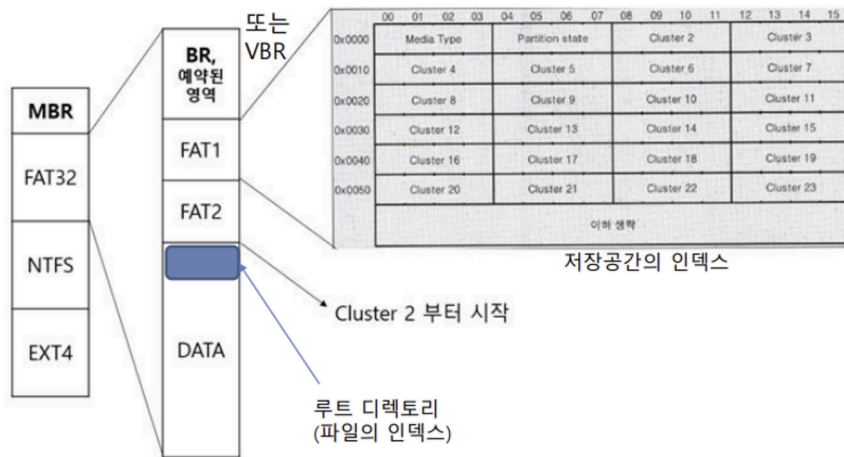 MBR
FAT32
NTFS
EXT4
BR,
예약된
영역
FAT1
FAT2
DATA
또는
VBR
00 01 02 03 04 05 06 07 08 09 10 11 12 13 14 15
0x0000 Media Type Partition state Cluster 2 Cluster 3
0x0010 Cluster 4 Cluster 5 Cluster 6 Cluster 7
0x0020 Cluster 8 Cluster 9 Cluster 10 Cluster 11
0x0030 Cluster 12 Cluster 13 Cluster 14 Cluster 15
0x0040 Cluster 16 Cluster 17 Cluster 18 Cluster 19
0x0050 Cluster 20 Cluster 21 Cluster 22 Cluster 23
이하 생략
저장공간의 인덱스
Cluster 2 부터 시작
루트 디렉토리
(파일의 인덱스)